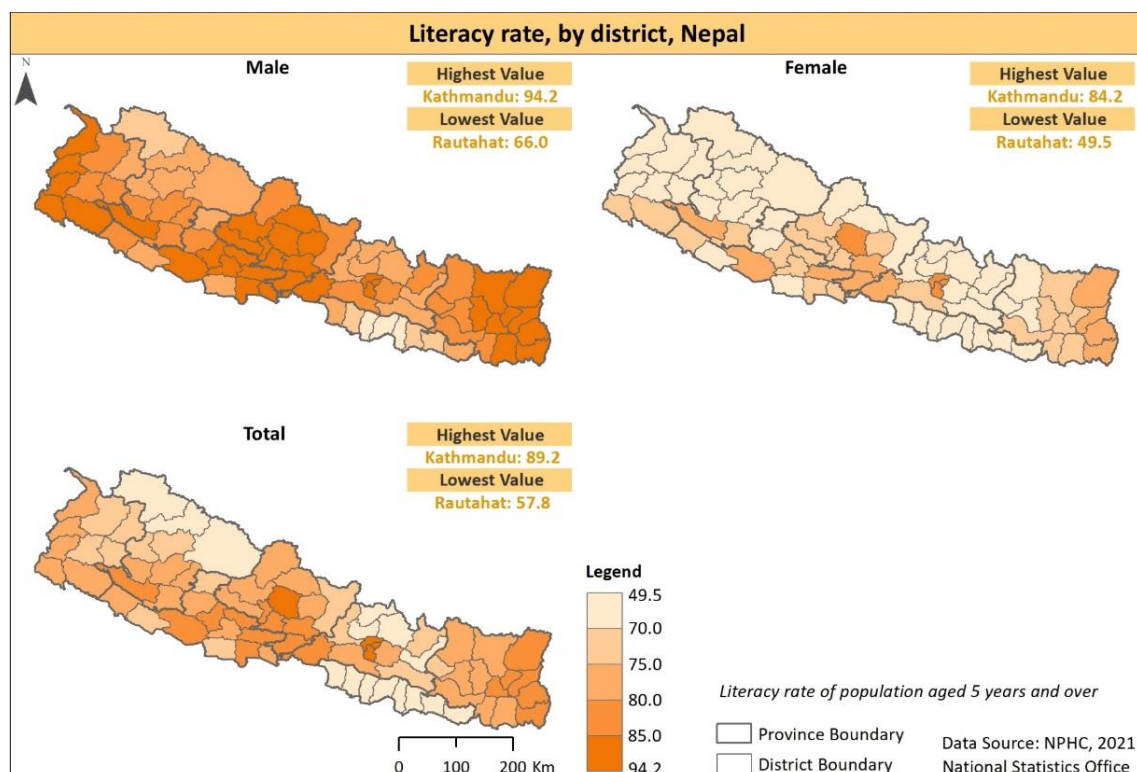 Literacy rate, by district, Nepal
N
Male
Highest Value
Kathmandu: 94.2
Lowest Value
Rautahat: 66.0
Female
Highest Value
Kathmandu: 84.2
Lowest Value
Rautahat: 49.5
Total
Highest Value
Kathmandu: 89.2
Lowest Value
Rautahat: 57.8
Legend
49.5
70.0
75.0
80.0
85.0
94.2
0 100 200 Km
Literacy rate of population aged 5 years and over
Province Boundary
District Boundary
Data Source: NPHC, 2021
National Statistics Office